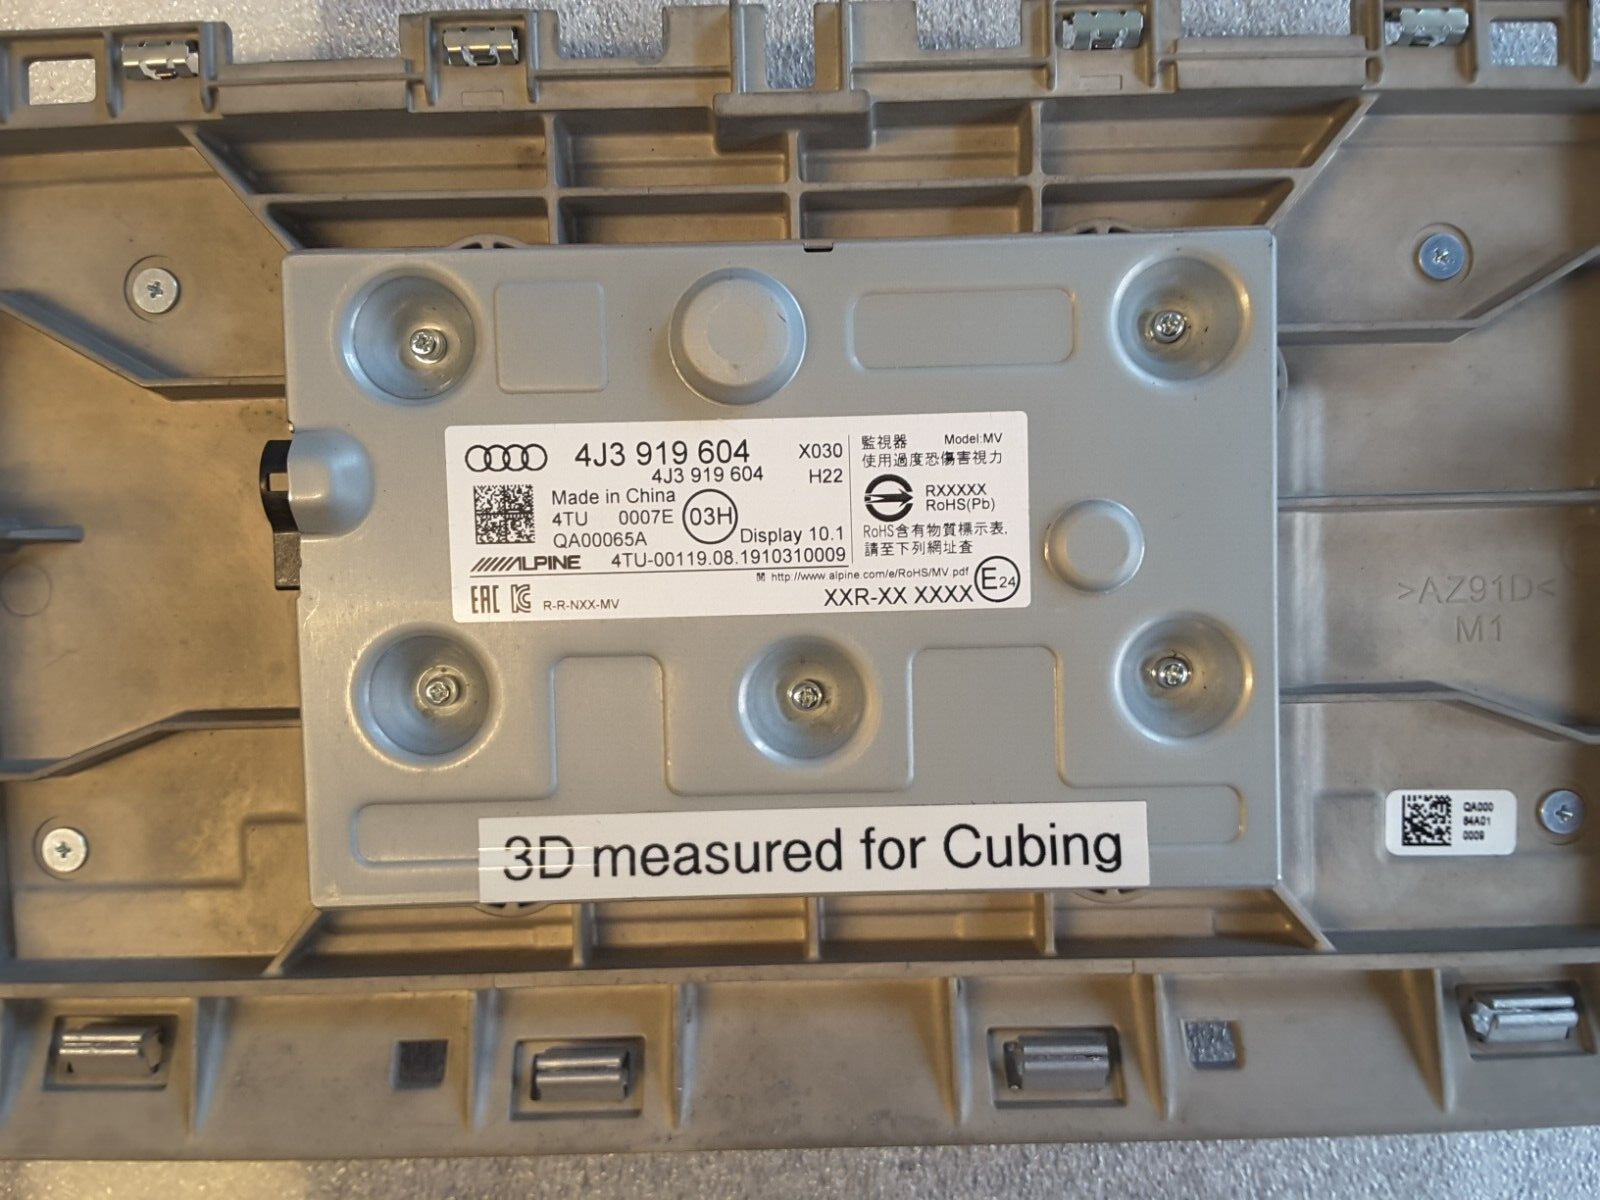 4J3 919 604 X030
4J3 919 604 H22
Made in China
4TU 0007E 03H
QA00065A Display 10.1
ALPINE 4TU-00119.08.1910310009
http://www.alpine.com/e/RoHS/MV.pdf
EAC R-R-NXX-MV XXR-XX XXXX E24
監視器 Model:MV
使用過度恐傷害視力
RXXXXX
RoHS(Pb)
RoHS含有物質標示表,
請至下列網址查
>AZ91D<
M1
QA000
64A01
0009
3D measured for Cubing